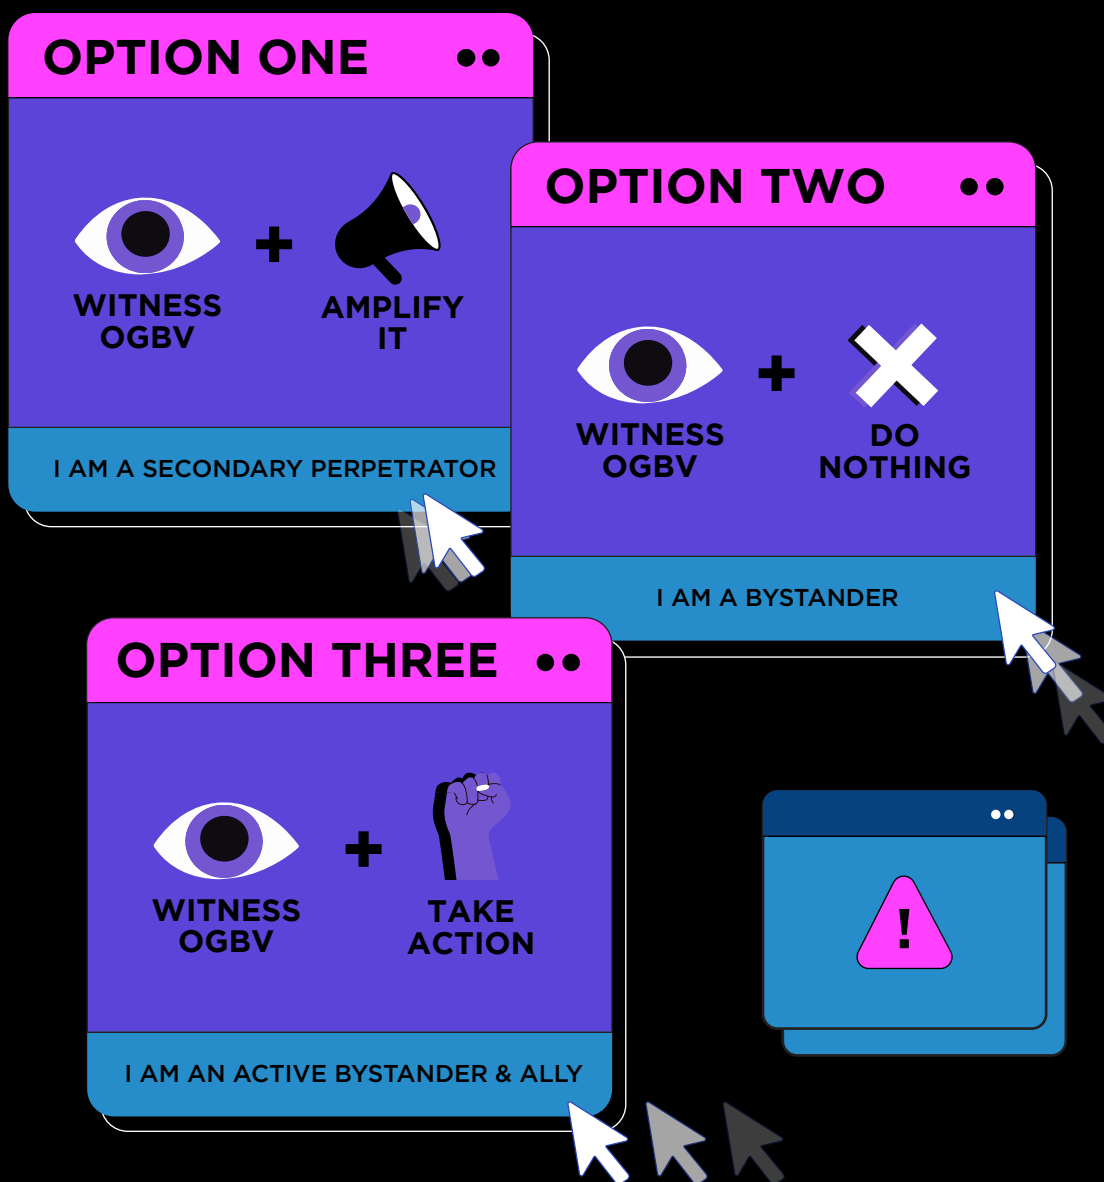 OPTION ONE
WITNESS
OGBV
+
AMPLIFY
IT
I AM A SECONDARY PERPETRATOR
OPTION TWO
WITNESS
OGBV
+
DO
NOTHING
I AM A BYSTANDER
OPTION THREE
WITNESS
OGBV
+
TAKE
ACTION
I AM AN ACTIVE BYSTANDER & ALLY
!